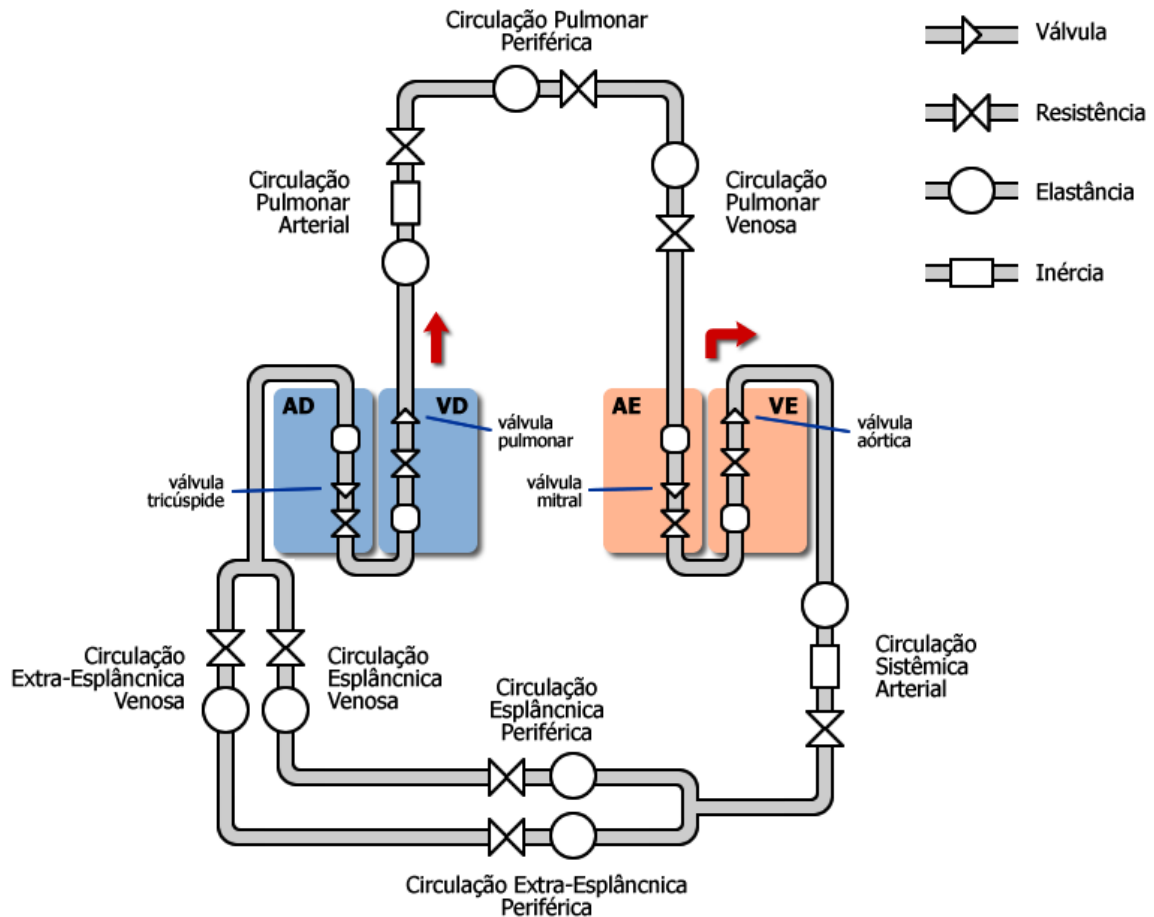 Circulação Pulmonar
Periférica
Válvula
Resistência
Elastância
Inércia
Circulação
Pulmonar
Arterial
Circulação
Pulmonar
Venosa
AD
VD
válvula
pulmonar
válvula
tricúspide
AE
VE
válvula
aórtica
válvula
mitral
Circulação
Extra-Esplâncnica
Venosa
Circulação
Esplâncnica
Venosa
Circulação
Esplâncnica
Periférica
Circulação
Sistêmica
Arterial
Circulação Extra-Esplâncnica
Periférica